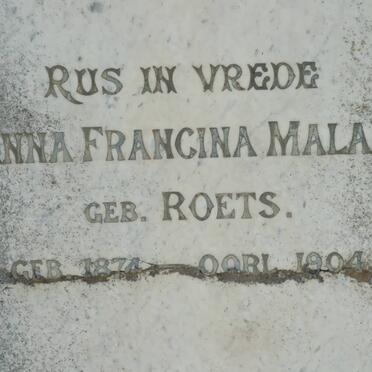 RUS IN VREDE
NNA FRANCINA MALA
GEB. ROETS.
GEB. 1874 — OORL. 1904